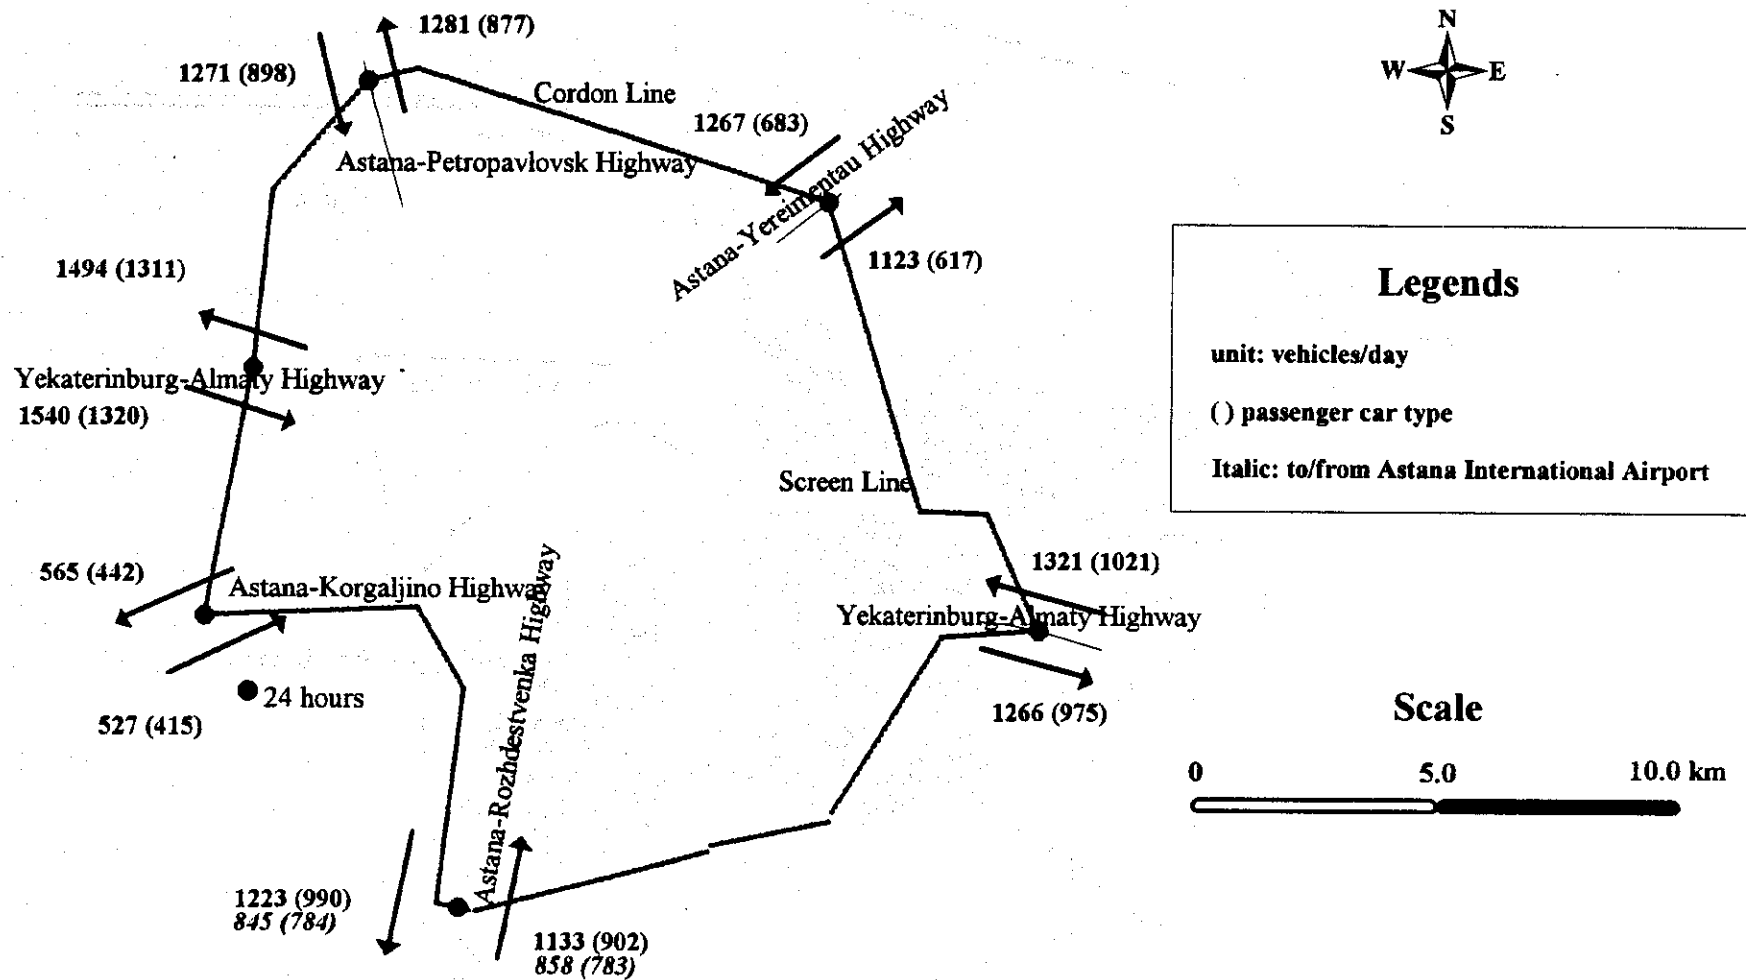 1281 (877)
N
1271 (898)
W E
Cordon Line
S
1267 (683)
Astana-Petropavlovsk Highway
Astana-Yereimentau Highway
1494 (1311)
1123 (617)
Legends
unit: vehicles/day
Yekaterinburg-Almaty Highway
1540 (1320)
( ) passenger car type
Italic: to/from Astana International Airport
Screen Line
565 (442)
Astana-Korgaljino Highway
1321 (1021)
Yekaterinburg-Almaty Highway
24 hours
527 (415)
1266 (975)
Scale
Astana-Rozhdestvenka Highway
0 5.0 10.0 km
1223 (990)
845 (784)
1133 (902)
858 (783)